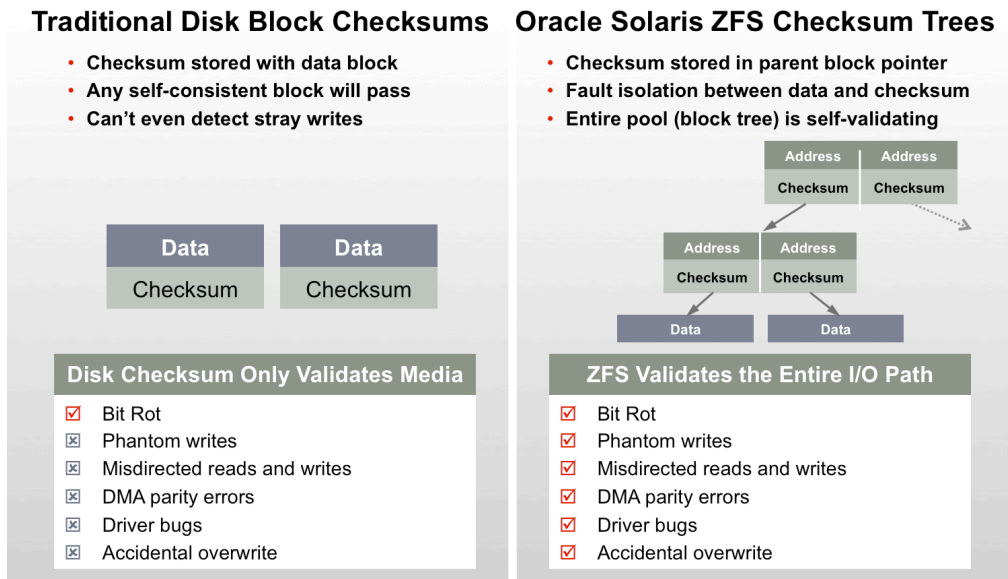 Traditional Disk Block Checksums
• Checksum stored with data block
• Any self-consistent block will pass
• Can't even detect stray writes
Data
Checksum
Data
Checksum
Disk Checksum Only Validates Media
Bit Rot
Phantom writes
Misdirected reads and writes
DMA parity errors
Driver bugs
Accidental overwrite
Oracle Solaris ZFS Checksum Trees
• Checksum stored in parent block pointer
• Fault isolation between data and checksum
• Entire pool (block tree) is self-validating
Address Address
Checksum Checksum
Address Address
Checksum Checksum
Data Data
ZFS Validates the Entire I/O Path
Bit Rot
Phantom writes
Misdirected reads and writes
DMA parity errors
Driver bugs
Accidental overwrite